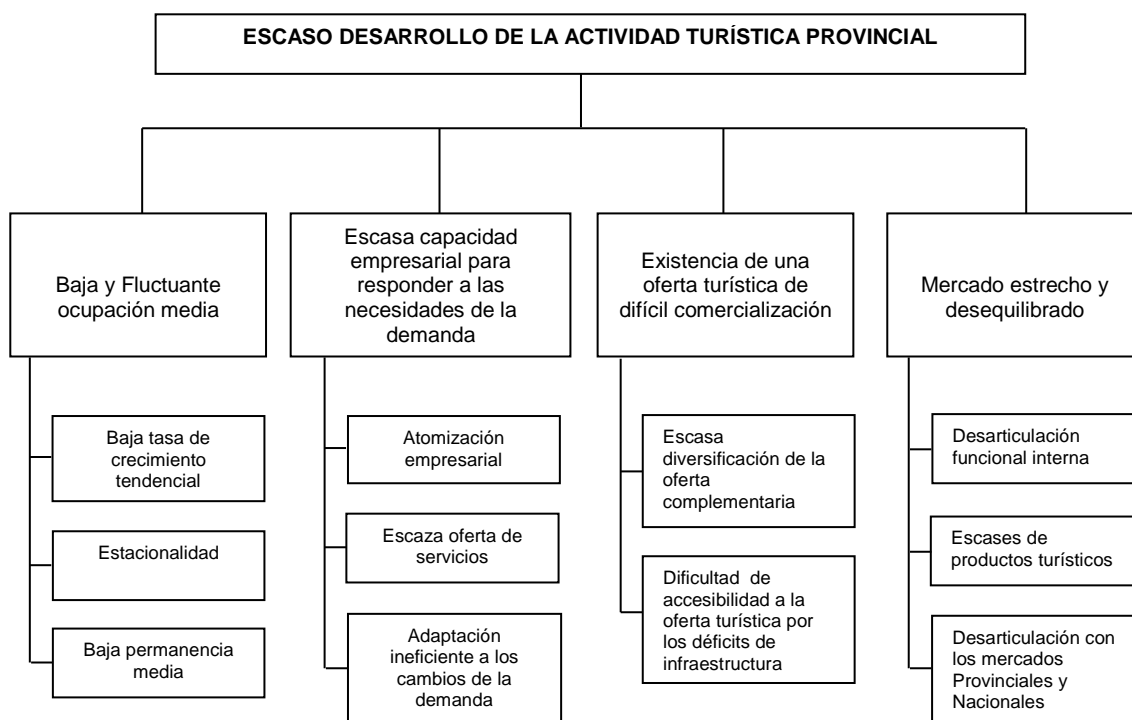 ESCASO DESARROLLO DE LA ACTIVIDAD TURÍSTICA PROVINCIAL
Baja y Fluctuante
ocupación media
Baja tasa de
crecimiento
tendencial
Estacionalidad
Baja permanencia
media
Escasa capacidad
empresarial para
responder a las
necesidades de la
demanda
Atomización
empresarial
Escaza oferta de
servicios
Adaptación
ineficiente a los
cambios de la
demanda
Existencia de una
oferta turística de
difícil comercialización
Escasa
diversificación de la
oferta
complementaria
Dificultad de
accesibilidad a la
oferta turística por
los déficits de
infraestructura
Mercado estrecho y
desequilibrado
Desarticulación
funcional interna
Escases de
productos turísticos
Desarticulación con
los mercados
Provinciales y
Nacionales